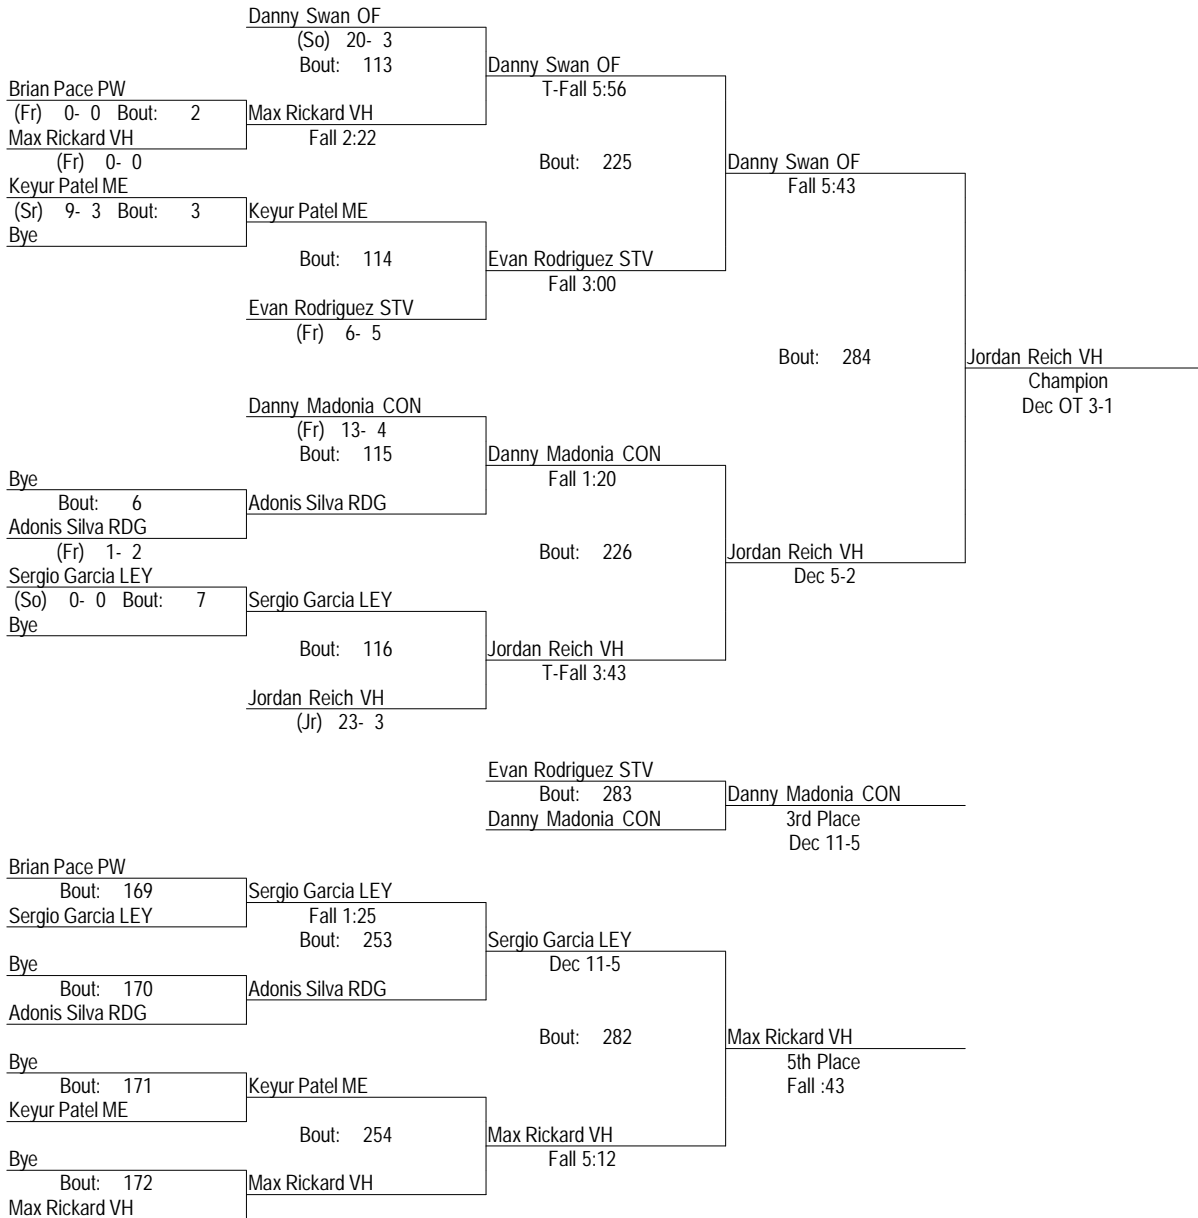 Danny Swan OF
(So) 20- 3
Bout: 113 Danny Swan OF
Brian Pace PW T-Fall 5:56
(Fr) 0- 0 Bout: 2 Max Rickard VH
Max Rickard VH Fall 2:22
(Fr) 0- 0 Bout: 225 Danny Swan OF
Keyur Patel ME Fall 5:43
(Sr) 9- 3 Bout: 3 Keyur Patel ME
Bye
Bout: 114 Evan Rodriguez STV
Fall 3:00
Evan Rodriguez STV
(Fr) 6- 5
Bout: 284 Jordan Reich VH
Champion
Danny Madonia CON Dec OT 3-1
(Fr) 13- 4
Bout: 115 Danny Madonia CON
Bye Fall 1:20
Bout: 6 Adonis Silva RDG
Adonis Silva RDG
(Fr) 1- 2 Bout: 226 Jordan Reich VH
Sergio Garcia LEY Dec 5-2
(So) 0- 0 Bout: 7 Sergio Garcia LEY
Bye
Bout: 116 Jordan Reich VH
T-Fall 3:43
Jordan Reich VH
(Jr) 23- 3
Evan Rodriguez STV
Bout: 283 Danny Madonia CON
Danny Madonia CON 3rd Place
Dec 11-5
Brian Pace PW
Bout: 169 Sergio Garcia LEY
Sergio Garcia LEY Fall 1:25
Bout: 253 Sergio Garcia LEY
Bye Dec 11-5
Bout: 170 Adonis Silva RDG
Adonis Silva RDG
Bout: 282 Max Rickard VH
Bye 5th Place
Bout: 171 Keyur Patel ME Fall :43
Keyur Patel ME
Bout: 254 Max Rickard VH
Bye Fall 5:12
Bout: 172 Max Rickard VH
Max Rickard VH